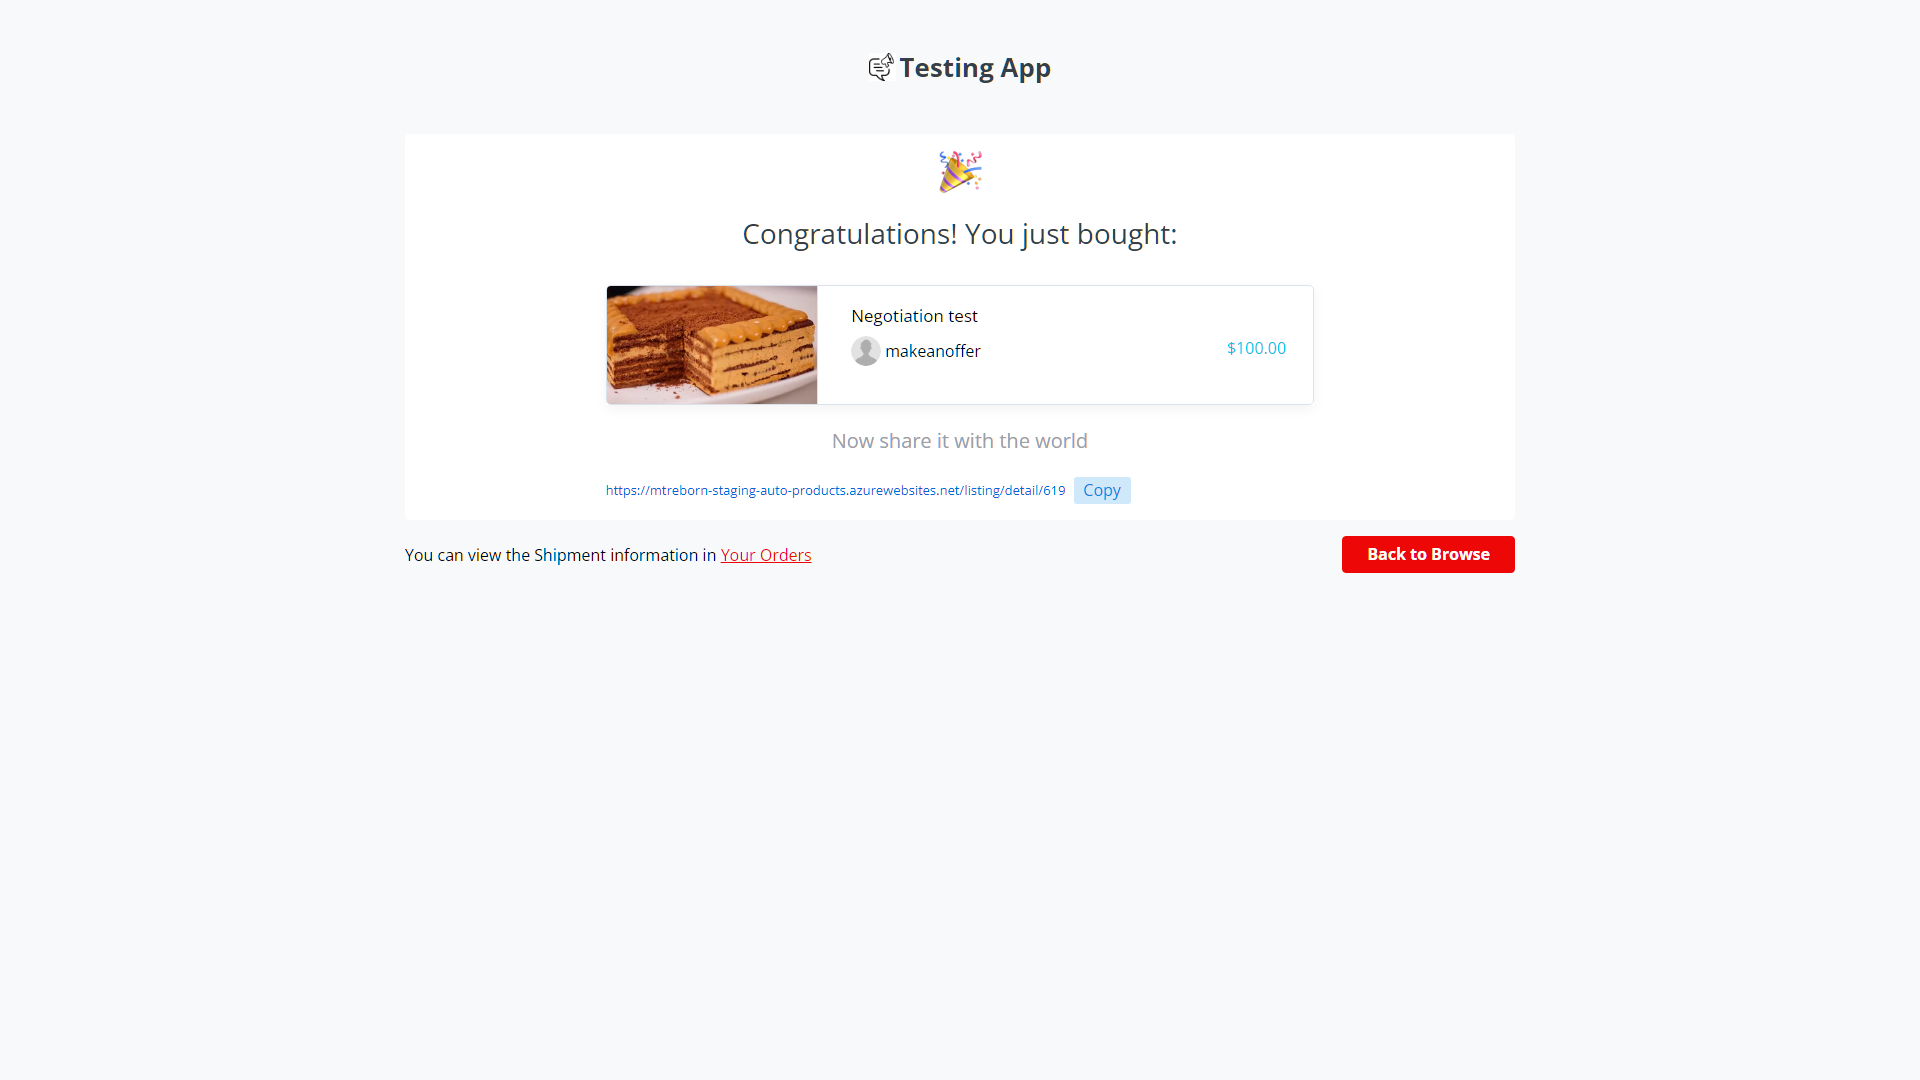 Testing App
Congratulations! You just bought:
Negotiation test
makeanoffer
$100.00
Now share it with the world
https://mtreborn-staging-auto-products.azurewebsites.net/listing/detail/619 Copy
You can view the Shipment information in Your Orders
Back to Browse